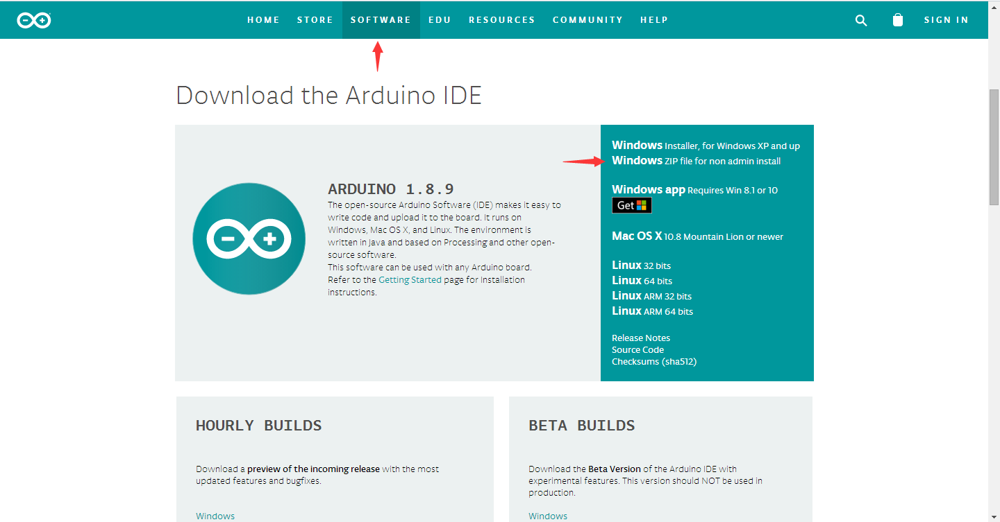 HOME STORE SOFTWARE EDU RESOURCES COMMUNITY HELP SIGN IN
Download the Arduino IDE
ARDUINO 1.8.9
The open-source Arduino Software (IDE) makes it easy to
write code and upload it to the board. It runs on
Windows, Mac OS X, and Linux. The environment is
written in Java and based on Processing and other open-
source software.
This software can be used with any Arduino board.
Refer to the Getting Started page for Installation
instructions.
Windows Installer, for Windows XP and up
Windows ZIP file for non admin install
Windows app Requires Win 8.1 or 10
Get
Mac OS X 10.8 Mountain Lion or newer
Linux 32 bits
Linux 64 bits
Linux ARM 32 bits
Linux ARM 64 bits
Release Notes
Source Code
Checksums (sha512)
HOURLY BUILDS
Download a preview of the incoming release with the most
updated features and bugfixes.
Windows
BETA BUILDS
Download the Beta Version of the Arduino IDE with
experimental features. This version should NOT be used in
production.
Windows